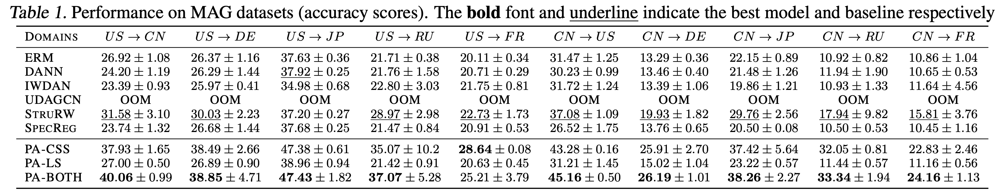 Table 1. Performance on MAG datasets (accuracy scores). The bold font and underline indicate the best model and baseline respectively
DOMAINS US → CN US → DE US → JP US → RU US → FR CN → US CN → DE CN → JP CN → RU CN → FR
ERM 26.92 ± 1.08 26.37 ± 1.16 37.63 ± 0.36 21.71 ± 0.38 20.11 ± 0.34 31.47 ± 1.25 13.29 ± 0.36 22.15 ± 0.89 10.92 ± 0.82 10.86 ± 1.04
DANN 24.20 ± 1.19 26.29 ± 1.44 37.92 ± 0.25 21.76 ± 1.58 20.71 ± 0.29 30.23 ± 0.99 13.46 ± 0.40 21.48 ± 1.26 11.94 ± 1.90 10.65 ± 0.53
IWDAN 23.39 ± 0.93 25.97 ± 0.41 34.98 ± 0.68 22.80 ± 3.03 21.75 ± 0.81 31.72 ± 1.24 13.39 ± 1.06 19.86 ± 1.21 10.93 ± 1.33 11.64 ± 4.56
UDAGCN OOM OOM OOM OOM OOM OOM OOM OOM OOM OOM
STRURW 31.58 ± 3.10 30.03 ± 2.23 37.20 ± 0.27 28.97 ± 2.98 22.73 ± 1.73 37.08 ± 1.09 19.93 ± 1.82 29.76 ± 2.56 17.94 ± 9.82 15.81 ± 3.76
SPECREG 23.74 ± 1.32 26.68 ± 1.44 37.68 ± 0.25 21.47 ± 0.84 20.91 ± 0.53 26.52 ± 1.75 13.76 ± 0.65 20.50 ± 0.08 10.50 ± 0.53 10.45 ± 1.16
PA-CSS 37.93 ± 1.65 38.49 ± 2.66 47.38 ± 0.61 35.07 ± 10.2 28.64 ± 0.08 43.28 ± 0.16 25.91 ± 2.70 37.42 ± 5.64 32.05 ± 0.81 22.83 ± 2.46
PA-LS 27.00 ± 0.50 26.89 ± 0.90 38.96 ± 0.94 21.42 ± 0.91 20.63 ± 0.45 31.21 ± 1.45 15.02 ± 1.04 23.22 ± 0.57 11.44 ± 0.57 11.16 ± 0.56
PA-BOTH 40.06 ± 0.99 38.85 ± 4.71 47.43 ± 1.82 37.07 ± 5.28 25.21 ± 3.79 45.16 ± 0.50 26.19 ± 1.01 38.26 ± 2.27 33.34 ± 1.94 24.16 ± 1.13